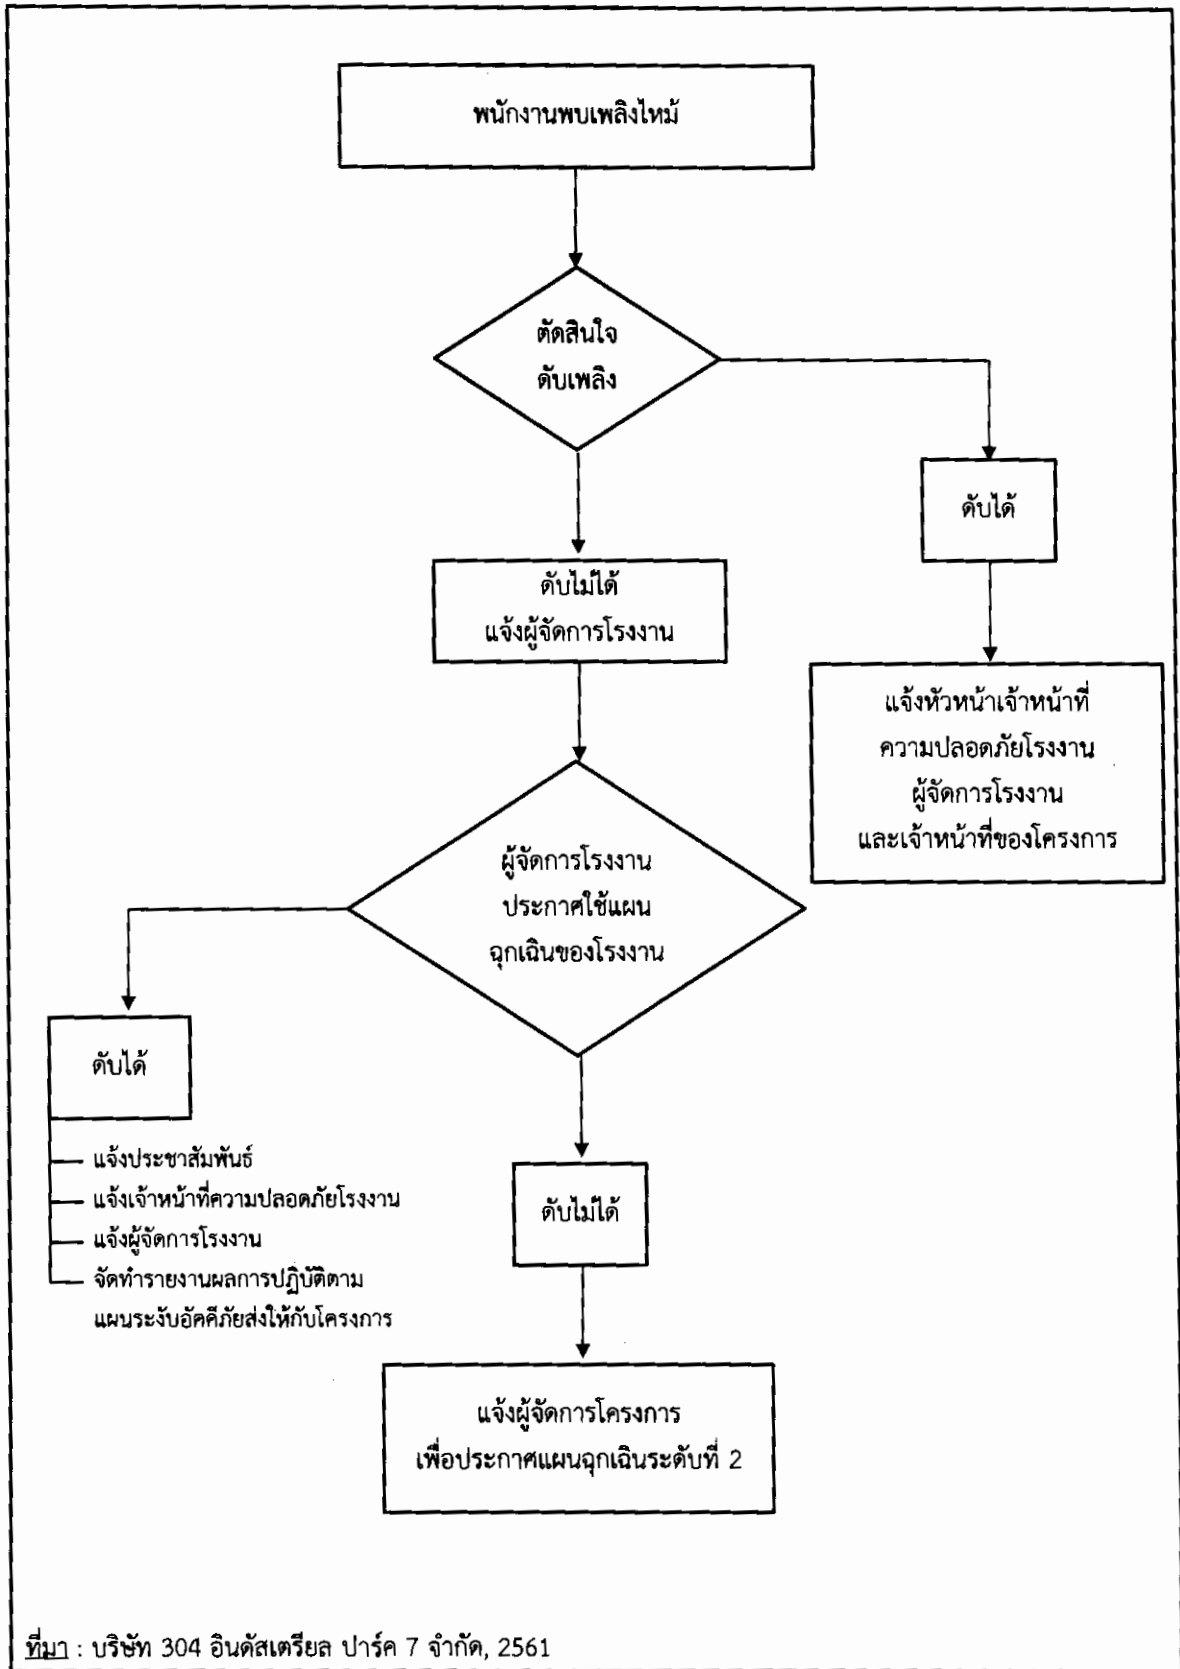 พนักงานพบเพลิงไหม้
ตัดสินใจ
ดับเพลิง
ดับได้
ดับไม่ได้
แจ้งผู้จัดการโรงงาน
แจ้งหัวหน้าเจ้าหน้าที่
ความปลอดภัยโรงงาน
ผู้จัดการโรงงาน
และเจ้าหน้าที่ของโครงการ
ผู้จัดการโรงงาน
ประกาศใช้แผน
ฉุกเฉินของโรงงาน
ดับได้
แจ้งประชาสัมพันธ์
แจ้งเจ้าหน้าที่ความปลอดภัยโรงงาน
แจ้งผู้จัดการโรงงาน
จัดทำรายงานผลการปฏิบัติตาม
แผนระงับอัคคีภัยส่งให้กับโครงการ
ดับไม่ได้
แจ้งผู้จัดการโครงการ
เพื่อประกาศแผนฉุกเฉินระดับที่ 2
ที่มา : บริษัท 304 อินดัสเตรียล ปาร์ค 7 จำกัด, 2561